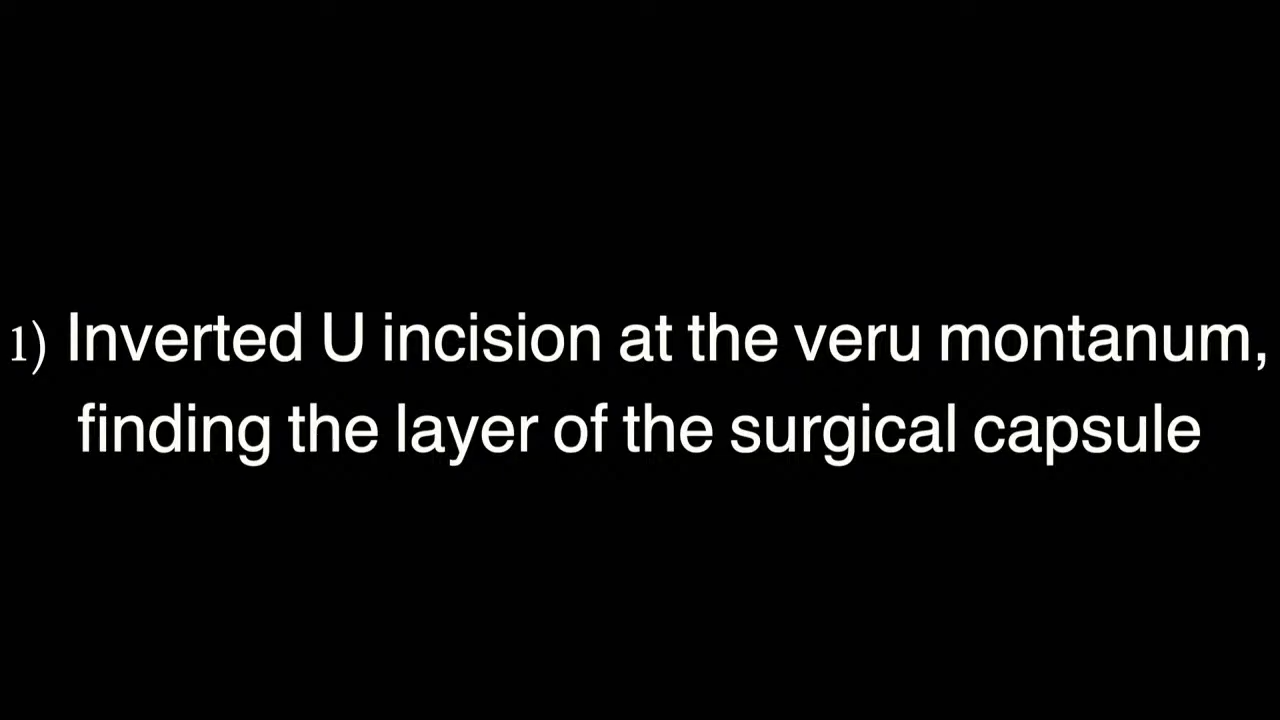 1) Inverted U incision at the veru montanum,
finding the layer of the surgical capsule